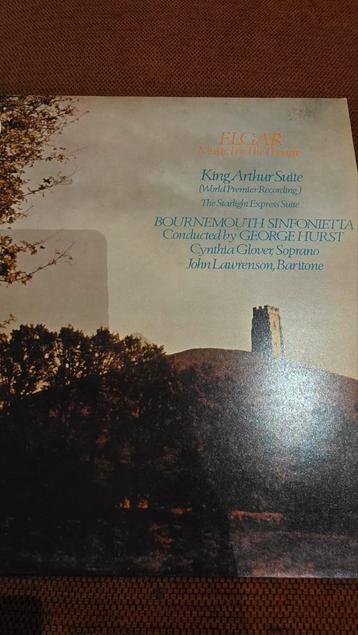 ELGAR
Music For The Theatre
King Arthur Suite
(World Premier Recording)
The Starlight Express Suite
BOURNEMOUTH SINFONIETTA
Conducted by GEORGE HURST
Cynthia Glover, Soprano
John Lawrenson, Baritone